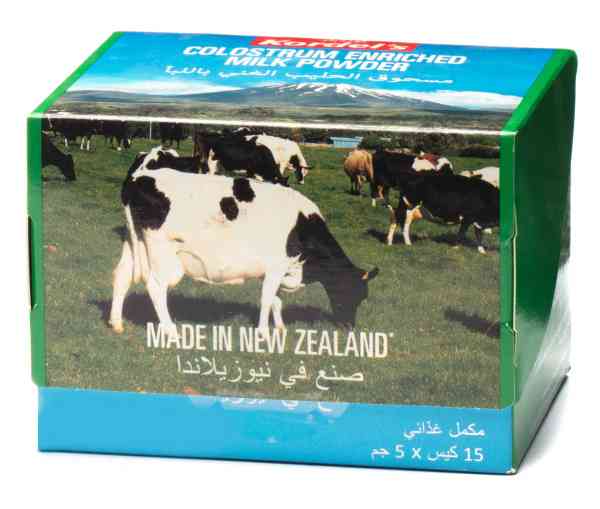 Kordel's
COLOSTRUM ENRICHED
MILK POWDER
مسحوق الحليب الغني باللبأ
MADE IN NEW ZEALAND*
صنع في نيوزيلاندا
مكمل غذائي
15 كيس x 5 جم